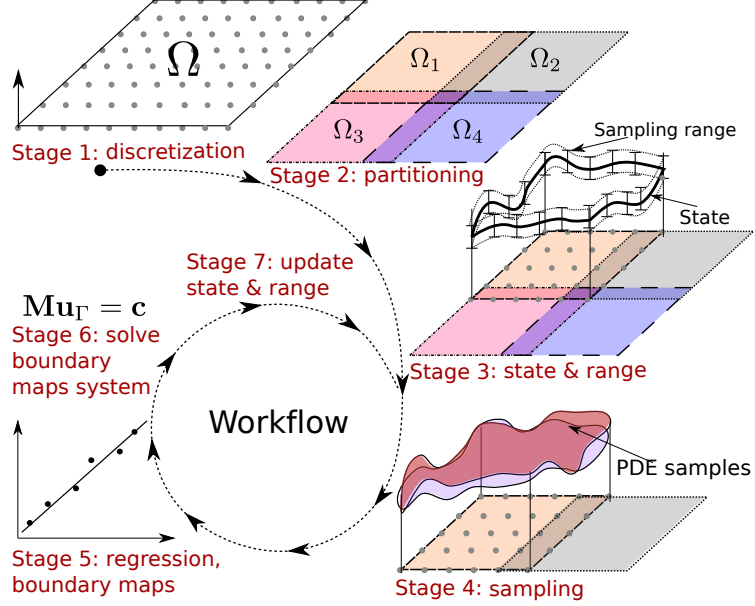 Ω
Stage 1: discretization
Ω₁
Ω₂
Ω₃
Ω₄
Stage 2: partitioning
Sampling range
State
Stage 3: state & range
PDE samples
Stage 4: sampling
Stage 5: regression,
boundary maps
Mu_Γ = c
Stage 6: solve
boundary
maps system
Stage 7: update
state & range
Workflow